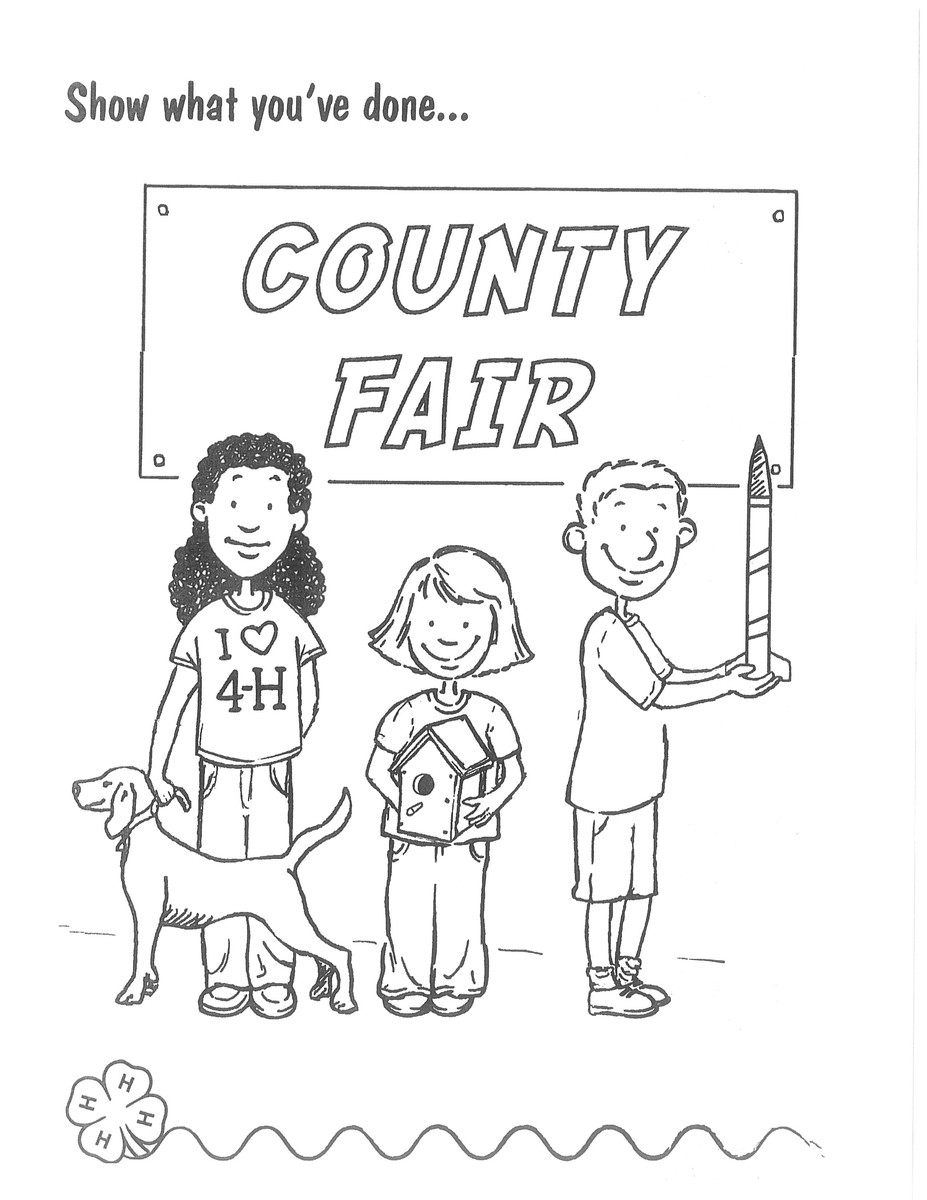 Show what you've done...
COUNTY
FAIR
I ♡
4-H
H
H H
H